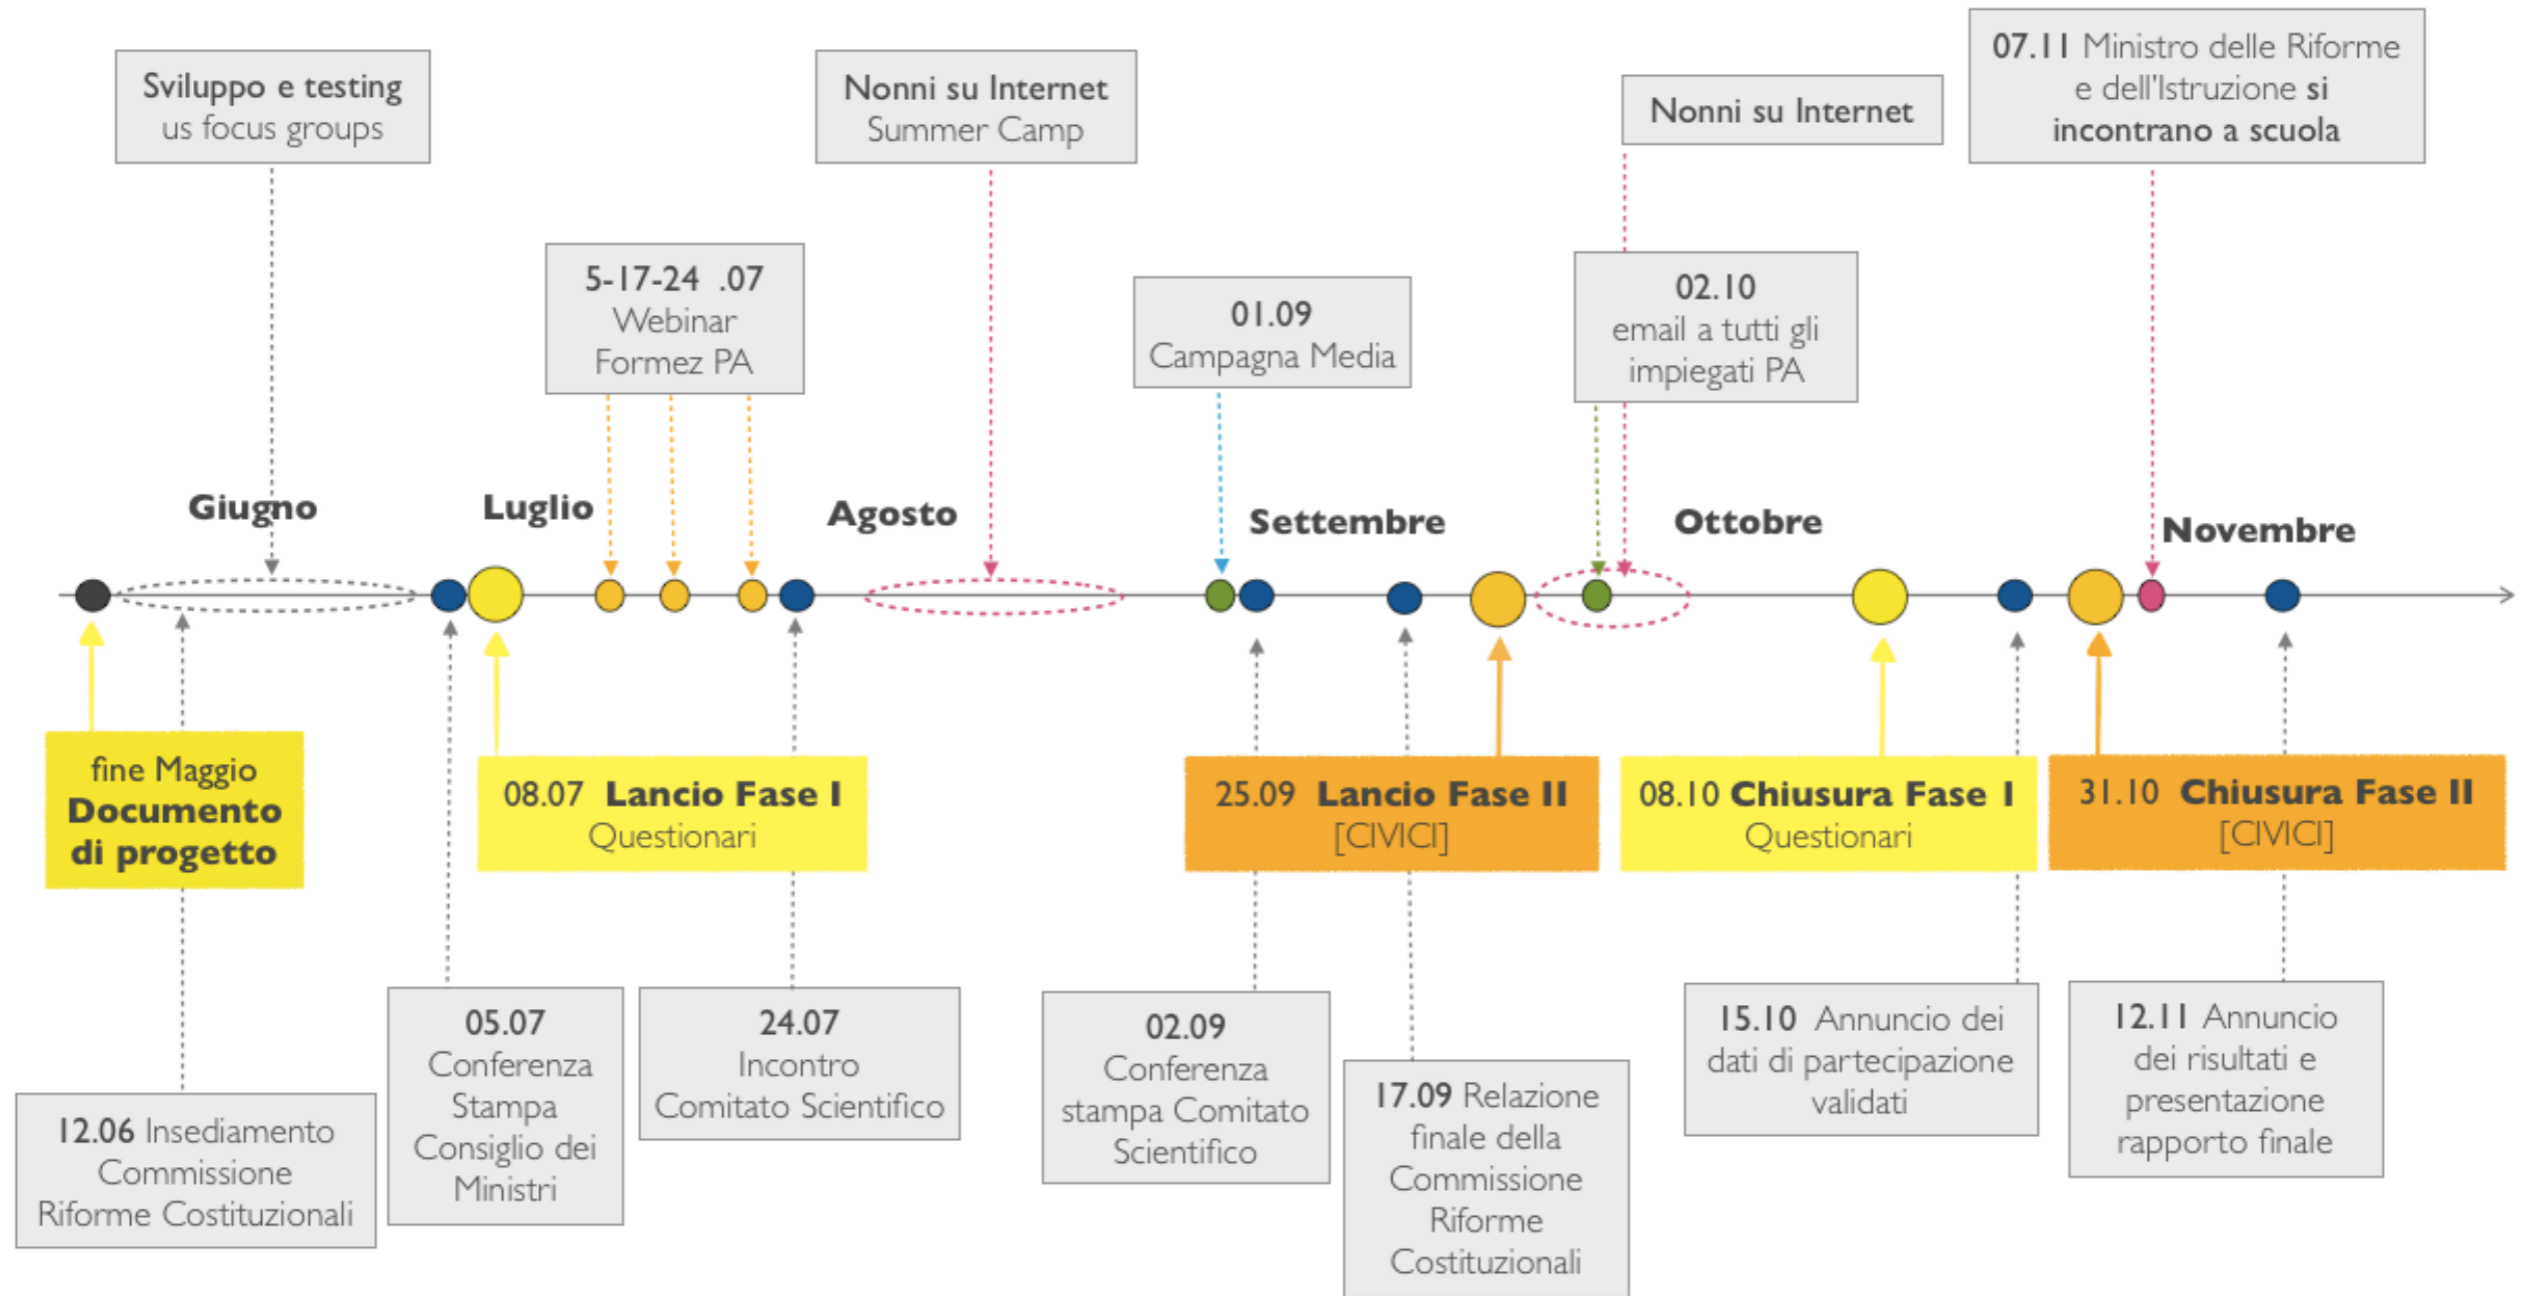 Sviluppo e testing
us focus groups
Nonni su Internet
Summer Camp
Nonni su Internet
07.11 Ministro delle Riforme
e dell'Istruzione si
incontrano a scuola
5-17-24 .07
Webinar
Formez PA
01.09
Campagna Media
02.10
email a tutti gli
impiegati PA
Giugno
Luglio
Agosto
Settembre
Ottobre
Novembre
fine Maggio
Documento
di progetto
08.07 Lancio Fase I
Questionari
25.09 Lancio Fase II
[CIVICI]
08.10 Chiusura Fase I
Questionari
31.10 Chiusura Fase II
[CIVICI]
12.06 Insediamento
Commissione
Riforme Costituzionali
05.07
Conferenza
Stampa
Consiglio dei
Ministri
24.07
Incontro
Comitato Scientifico
02.09
Conferenza
stampa Comitato
Scientifico
17.09 Relazione
finale della
Commissione
Riforme
Costituzionali
15.10 Annuncio dei
dati di partecipazione
validati
12.11 Annuncio
dei risultati e
presentazione
rapporto finale